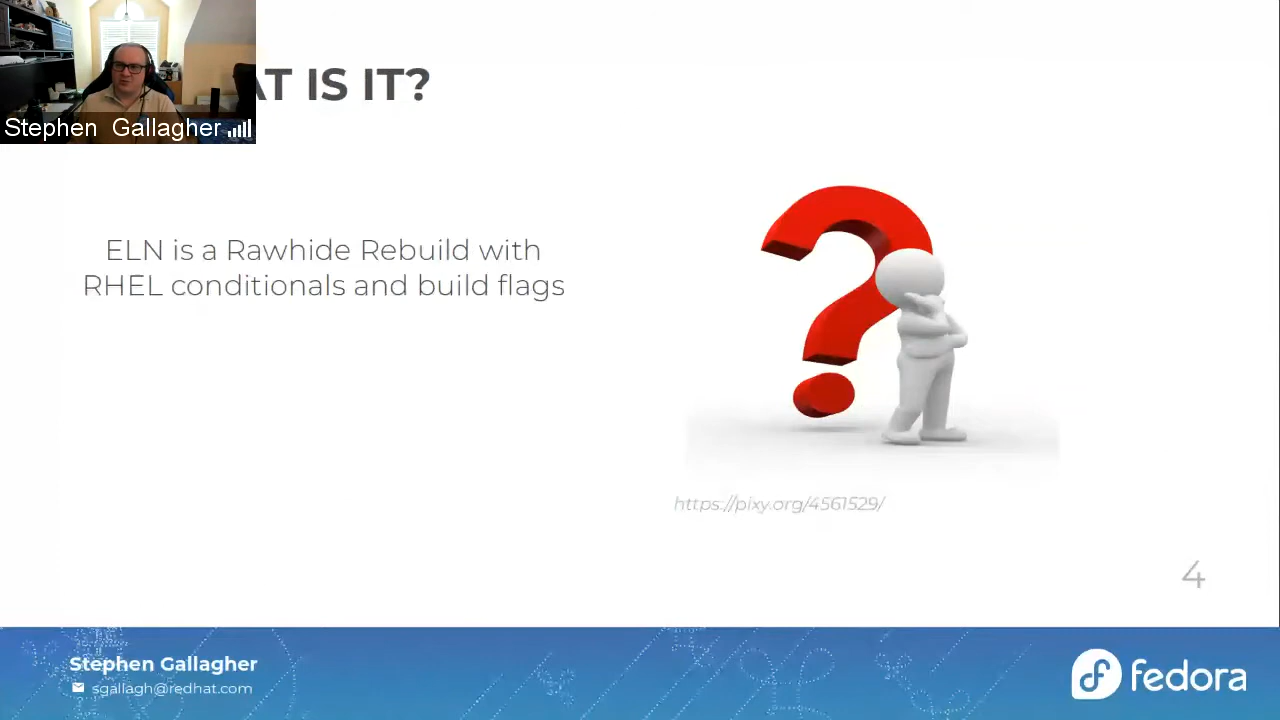 AT IS IT?
Stephen Gallagher
ELN is a Rawhide Rebuild with
RHEL conditionals and build flags
https://pixy.org/4561529/
4
Stephen Gallagher
sgallagh@redhat.com
fedora